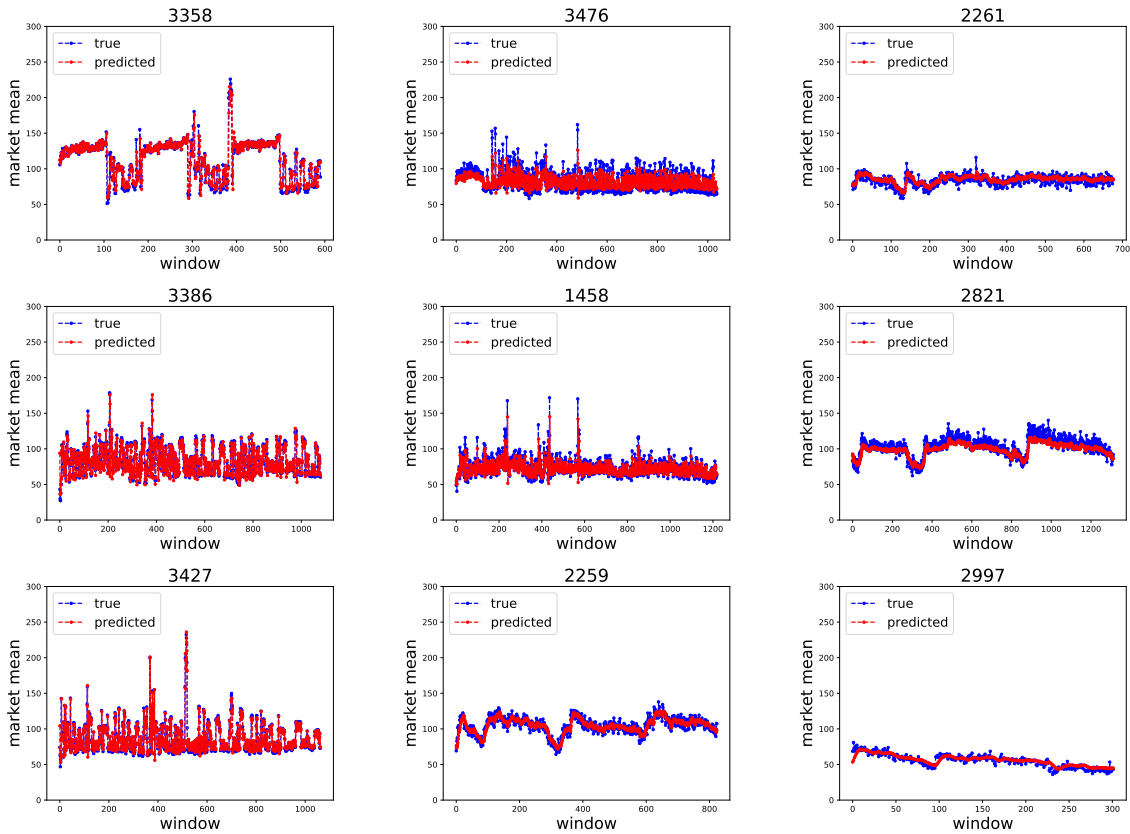 3358
300
250
200
150
100
50
0
market mean
true
predicted
0 100 200 300 400 500 600
window
3476
300
250
200
150
100
50
0
market mean
true
predicted
0 200 400 600 800 1000
window
2261
300
250
200
150
100
50
0
market mean
true
predicted
0 100 200 300 400 500 600 700
window
3386
300
250
200
150
100
50
0
market mean
true
predicted
0 200 400 600 800 1000
window
1458
300
250
200
150
100
50
0
market mean
true
predicted
0 200 400 600 800 1000 1200
window
2821
300
250
200
150
100
50
0
market mean
true
predicted
0 200 400 600 800 1000 1200
window
3427
300
250
200
150
100
50
0
market mean
true
predicted
0 200 400 600 800 1000
window
2259
300
250
200
150
100
50
0
market mean
true
predicted
0 200 400 600 800
window
2997
300
250
200
150
100
50
0
market mean
true
predicted
0 50 100 150 200 250 300
window